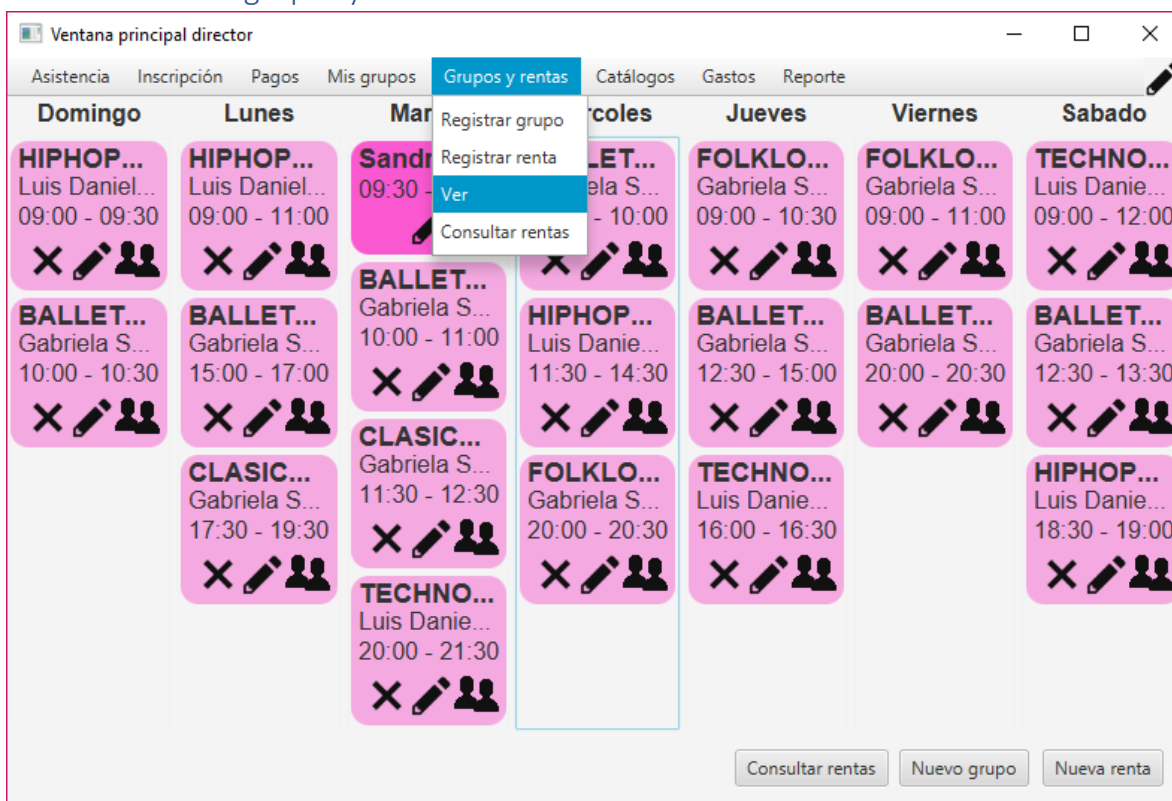 Ventana principal director
Asistencia Inscripción Pagos Mis grupos Grupos y rentas Catálogos Gastos Reporte
Registrar grupo
Registrar renta
Ver
Consultar rentas
Domingo
HIPHOP...
Luis Daniel...
09:00 - 09:30
BALLET...
Gabriela S...
10:00 - 10:30
Lunes
HIPHOP...
Luis Daniel...
09:00 - 11:00
BALLET...
Gabriela S...
15:00 - 17:00
CLASIC...
Gabriela S...
17:30 - 19:30
Mar
Sandr
09:30 -
BALLET...
Gabriela S...
10:00 - 11:00
CLASIC...
Gabriela S...
11:30 - 12:30
TECHNO...
Luis Danie...
20:00 - 21:30
rcoles
LET...
ela S...
- 10:00
HIPHOP...
Luis Danie...
11:30 - 14:30
FOLKLO...
Gabriela S...
20:00 - 20:30
Jueves
FOLKLO...
Gabriela S...
09:00 - 10:30
BALLET...
Gabriela S...
12:30 - 15:00
TECHNO...
Luis Danie...
16:00 - 16:30
Viernes
FOLKLO...
Gabriela S...
09:00 - 11:00
BALLET...
Gabriela S...
20:00 - 20:30
Sabado
TECHNO...
Luis Danie...
09:00 - 12:00
BALLET...
Gabriela S...
12:30 - 13:30
HIPHOP...
Luis Danie...
18:30 - 19:00
Consultar rentas Nuevo grupo Nueva renta